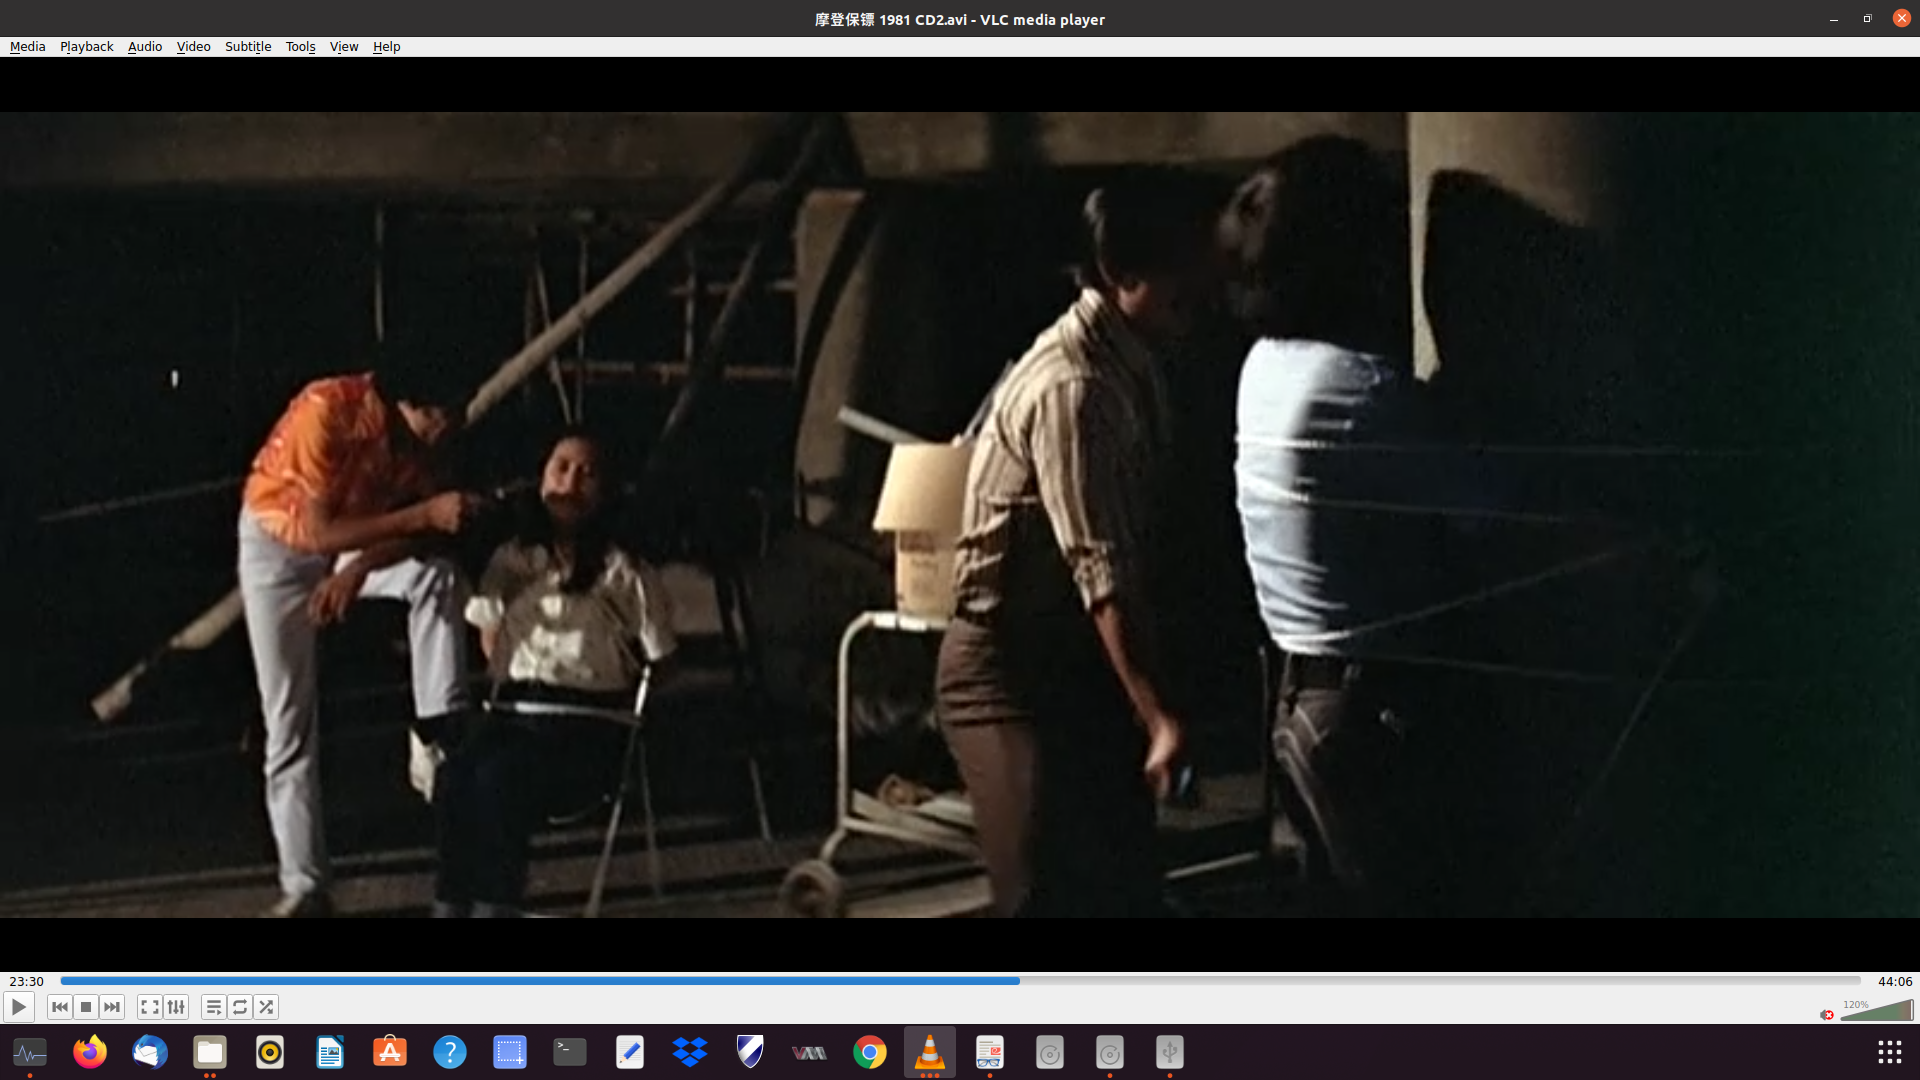 摩登保镖 1981 CD2.avi - VLC media player
Media Playback Audio Video Subtitle Tools View Help
23:30
44:06
120%